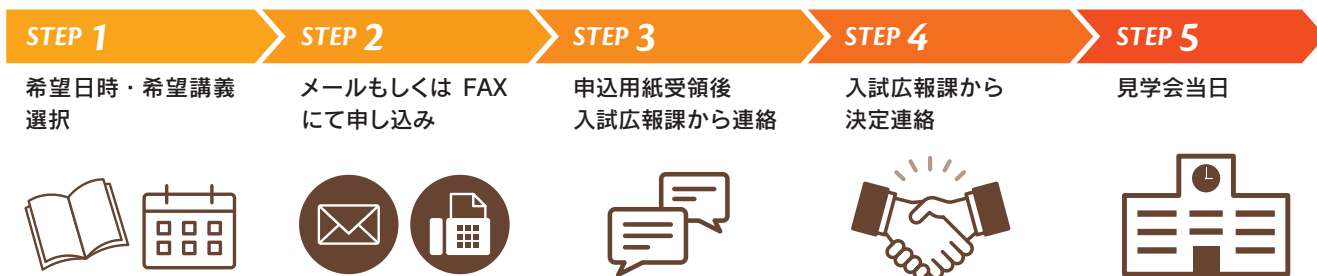 STEP 1
希望日時・希望講義
選択
STEP 2
メールもしくは FAX
にて申し込み
STEP 3
申込用紙受領後
入試広報課から連絡
STEP 4
入試広報課から
決定連絡
STEP 5
見学会当日